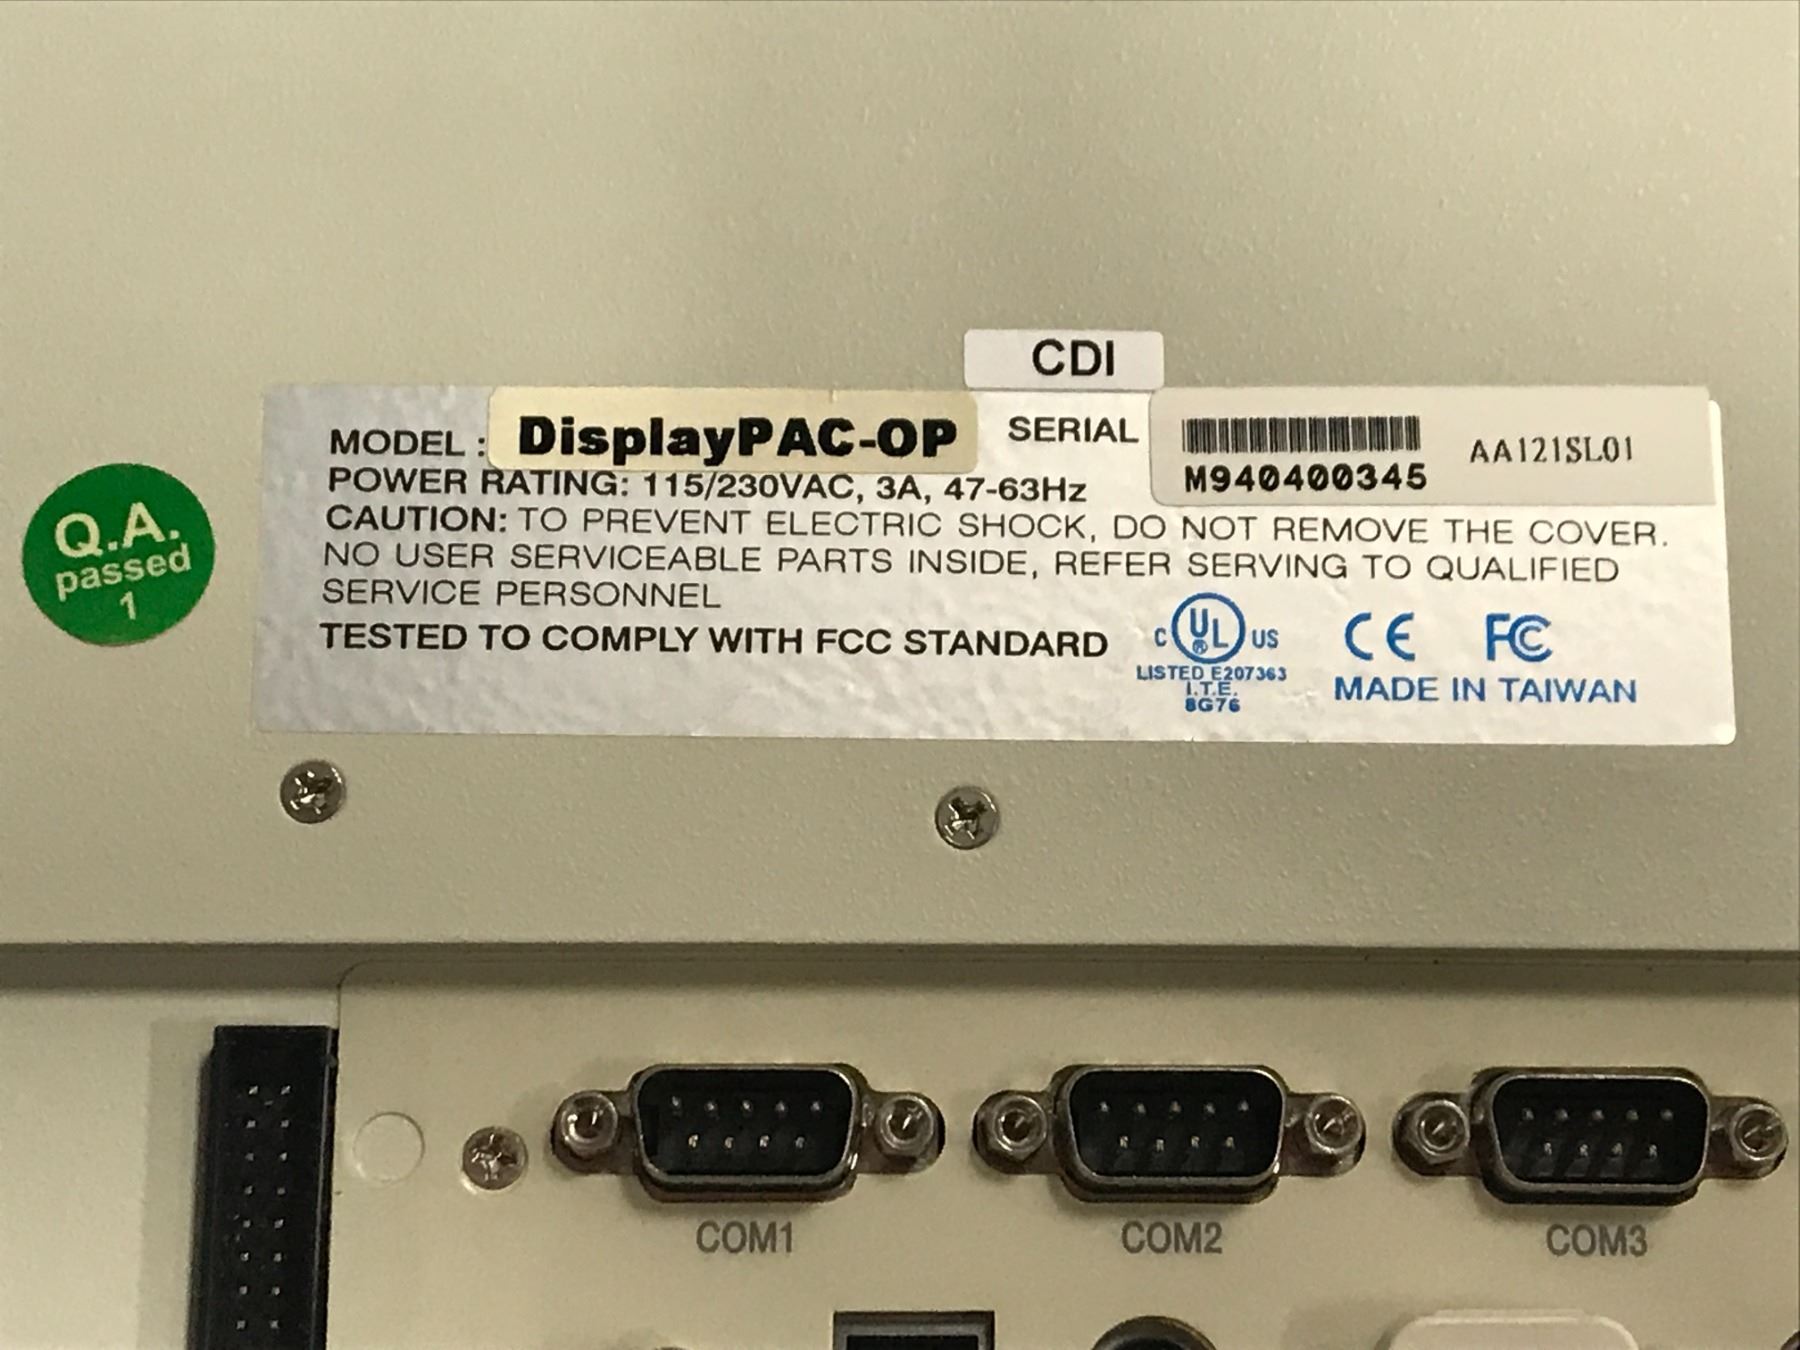 CDI
MODEL : DisplayPAC-OP SERIAL
M940400345 AA121SL01
POWER RATING: 115/230VAC, 3A, 47-63Hz
CAUTION: TO PREVENT ELECTRIC SHOCK, DO NOT REMOVE THE COVER.
NO USER SERVICEABLE PARTS INSIDE, REFER SERVING TO QUALIFIED
SERVICE PERSONNEL
TESTED TO COMPLY WITH FCC STANDARD
C UL ® US
LISTED E207363
I.T.E.
8G76
CE FC
MADE IN TAIWAN
Q.A.
passed
1
COM1 COM2 COM3